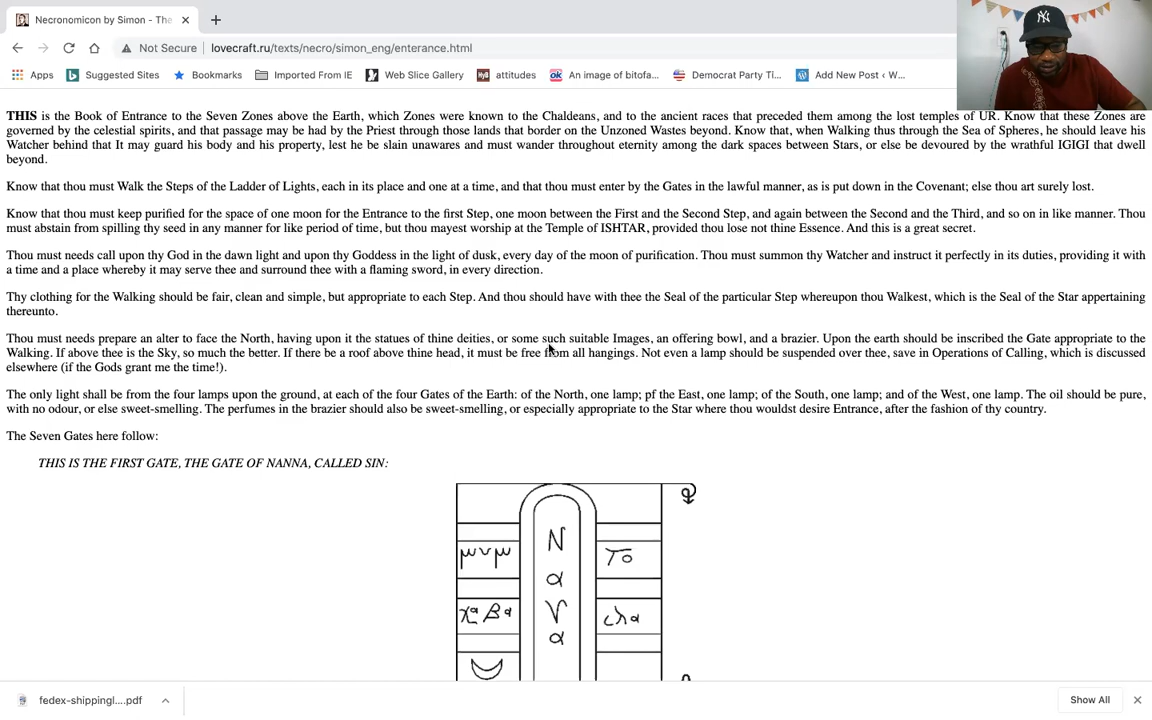 Necronomicon by Simon - The
Not Secure
lovecraft.ru/texts/necro/simon_eng/enterance.html
Apps
Suggested Sites
Bookmarks
Imported From IE
Web Slice Gallery
attitudes
An image of bitofa...
Democrat Party Ti...
Add New Post ‹ W...
THIS is the Book of Entrance to the Seven Zones above the Earth, which Zones were known to the Chaldeans, and to the ancient races that preceded them among the lost temples of UR. Know that these Zones are
governed by the celestial spirits, and that passage may be had by the Priest through those lands that border on the Unzoned Wastes beyond. Know that, when Walking thus through the Sea of Spheres, he should leave his
Watcher behind that It may guard his body and his property, lest he be slain unawares and must wander throughout eternity among the dark spaces between Stars, or else be devoured by the wrathful IGIGI that dwell
beyond.
Know that thou must Walk the Steps of the Ladder of Lights, each in its place and one at a time, and that thou must enter by the Gates in the lawful manner, as is put down in the Covenant; else thou art surely lost.
Know that thou must keep purified for the space of one moon for the Entrance to the first Step, one moon between the First and the Second Step, and again between the Second and the Third, and so on in like manner. Thou
must abstain from spilling thy seed in any manner for like period of time, but thou mayest worship at the Temple of ISHTAR, provided thou lose not thine Essence. And this is a great secret.
Thou must needs call upon thy God in the dawn light and upon thy Goddess in the light of dusk, every day of the moon of purification. Thou must summon thy Watcher and instruct it perfectly in its duties, providing it with
a time and a place whereby it may serve thee and surround thee with a flaming sword, in every direction.
Thy clothing for the Walking should be fair, clean and simple, but appropriate to each Step. And thou should have with thee the Seal of the particular Step whereupon thou Walkest, which is the Seal of the Star appertaining
thereunto.
Thou must needs prepare an alter to face the North, having upon it the statues of thine deities, or some such suitable Images, an offering bowl, and a brazier. Upon the earth should be inscribed the Gate appropriate to the
Walking. If above thee is the Sky, so much the better. If there be a roof above thine head, it must be free from all hangings. Not even a lamp should be suspended over thee, save in Operations of Calling, which is discussed
elsewhere (if the Gods grant me the time!).
The only light shall be from the four lamps upon the ground, at each of the four Gates of the Earth: of the North, one lamp; pf the East, one lamp; of the South, one lamp; and of the West, one lamp. The oil should be pure,
with no odour, or else sweet-smelling. The perfumes in the brazier should also be sweet-smelling, or especially appropriate to the Star where thou wouldst desire Entrance, after the fashion of thy country.
The Seven Gates here follow:
THIS IS THE FIRST GATE, THE GATE OF NANNA, CALLED SIN:
fedex-shippingl....pdf
Show All